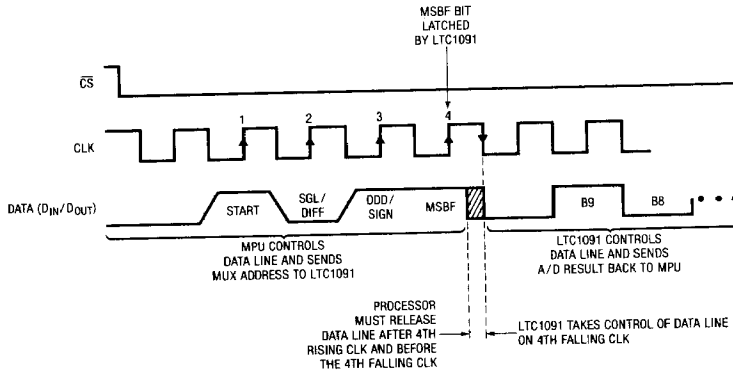 MSBF BIT
LATCHED
BY LTC1091
CS
CLK
1
2
3
4
DATA (DIN/DOUT)
START
SGL/
DIFF
ODD/
SIGN
MSBF
B9
B8
• • •
MPU CONTROLS
DATA LINE AND SENDS
MUX ADDRESS TO LTC1091
LTC1091 CONTROLS
DATA LINE AND SENDS
A/D RESULT BACK TO MPU
PROCESSOR
MUST RELEASE
DATA LINE AFTER 4TH
RISING CLK AND BEFORE
THE 4TH FALLING CLK
LTC1091 TAKES CONTROL OF DATA LINE
ON 4TH FALLING CLK